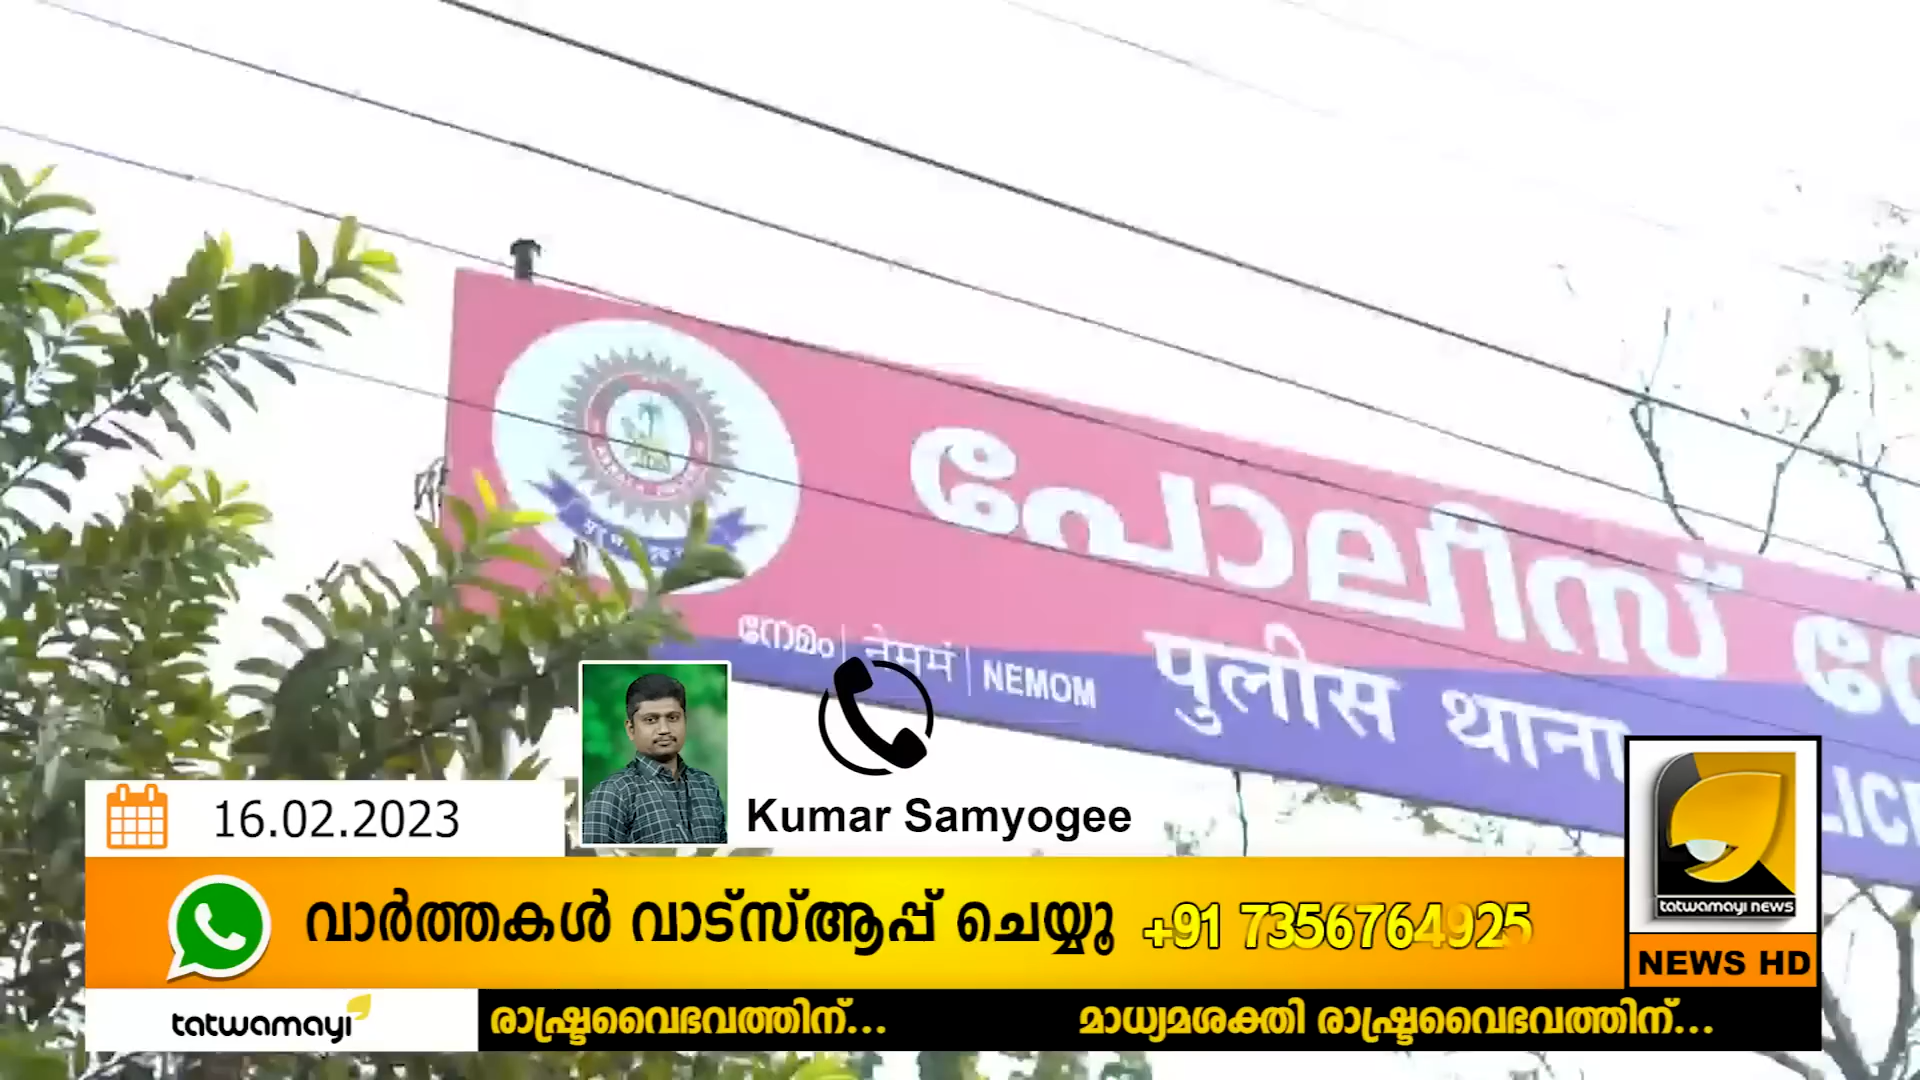 പോലീസ്
നേമം | नेमम | NEMOM
पुलीस थाना
Kumar Samyogee
16.02.2023
വാർത്തകൾ വാട്സ്ആപ്പ് ചെയ്യൂ +91 7356764925
tatwamayi news
NEWS HD
tatwamayi
രാഷ്ട്രവൈഭവത്തിന്... മാധ്യമശക്തി രാഷ്ട്രവൈഭവത്തിന്...